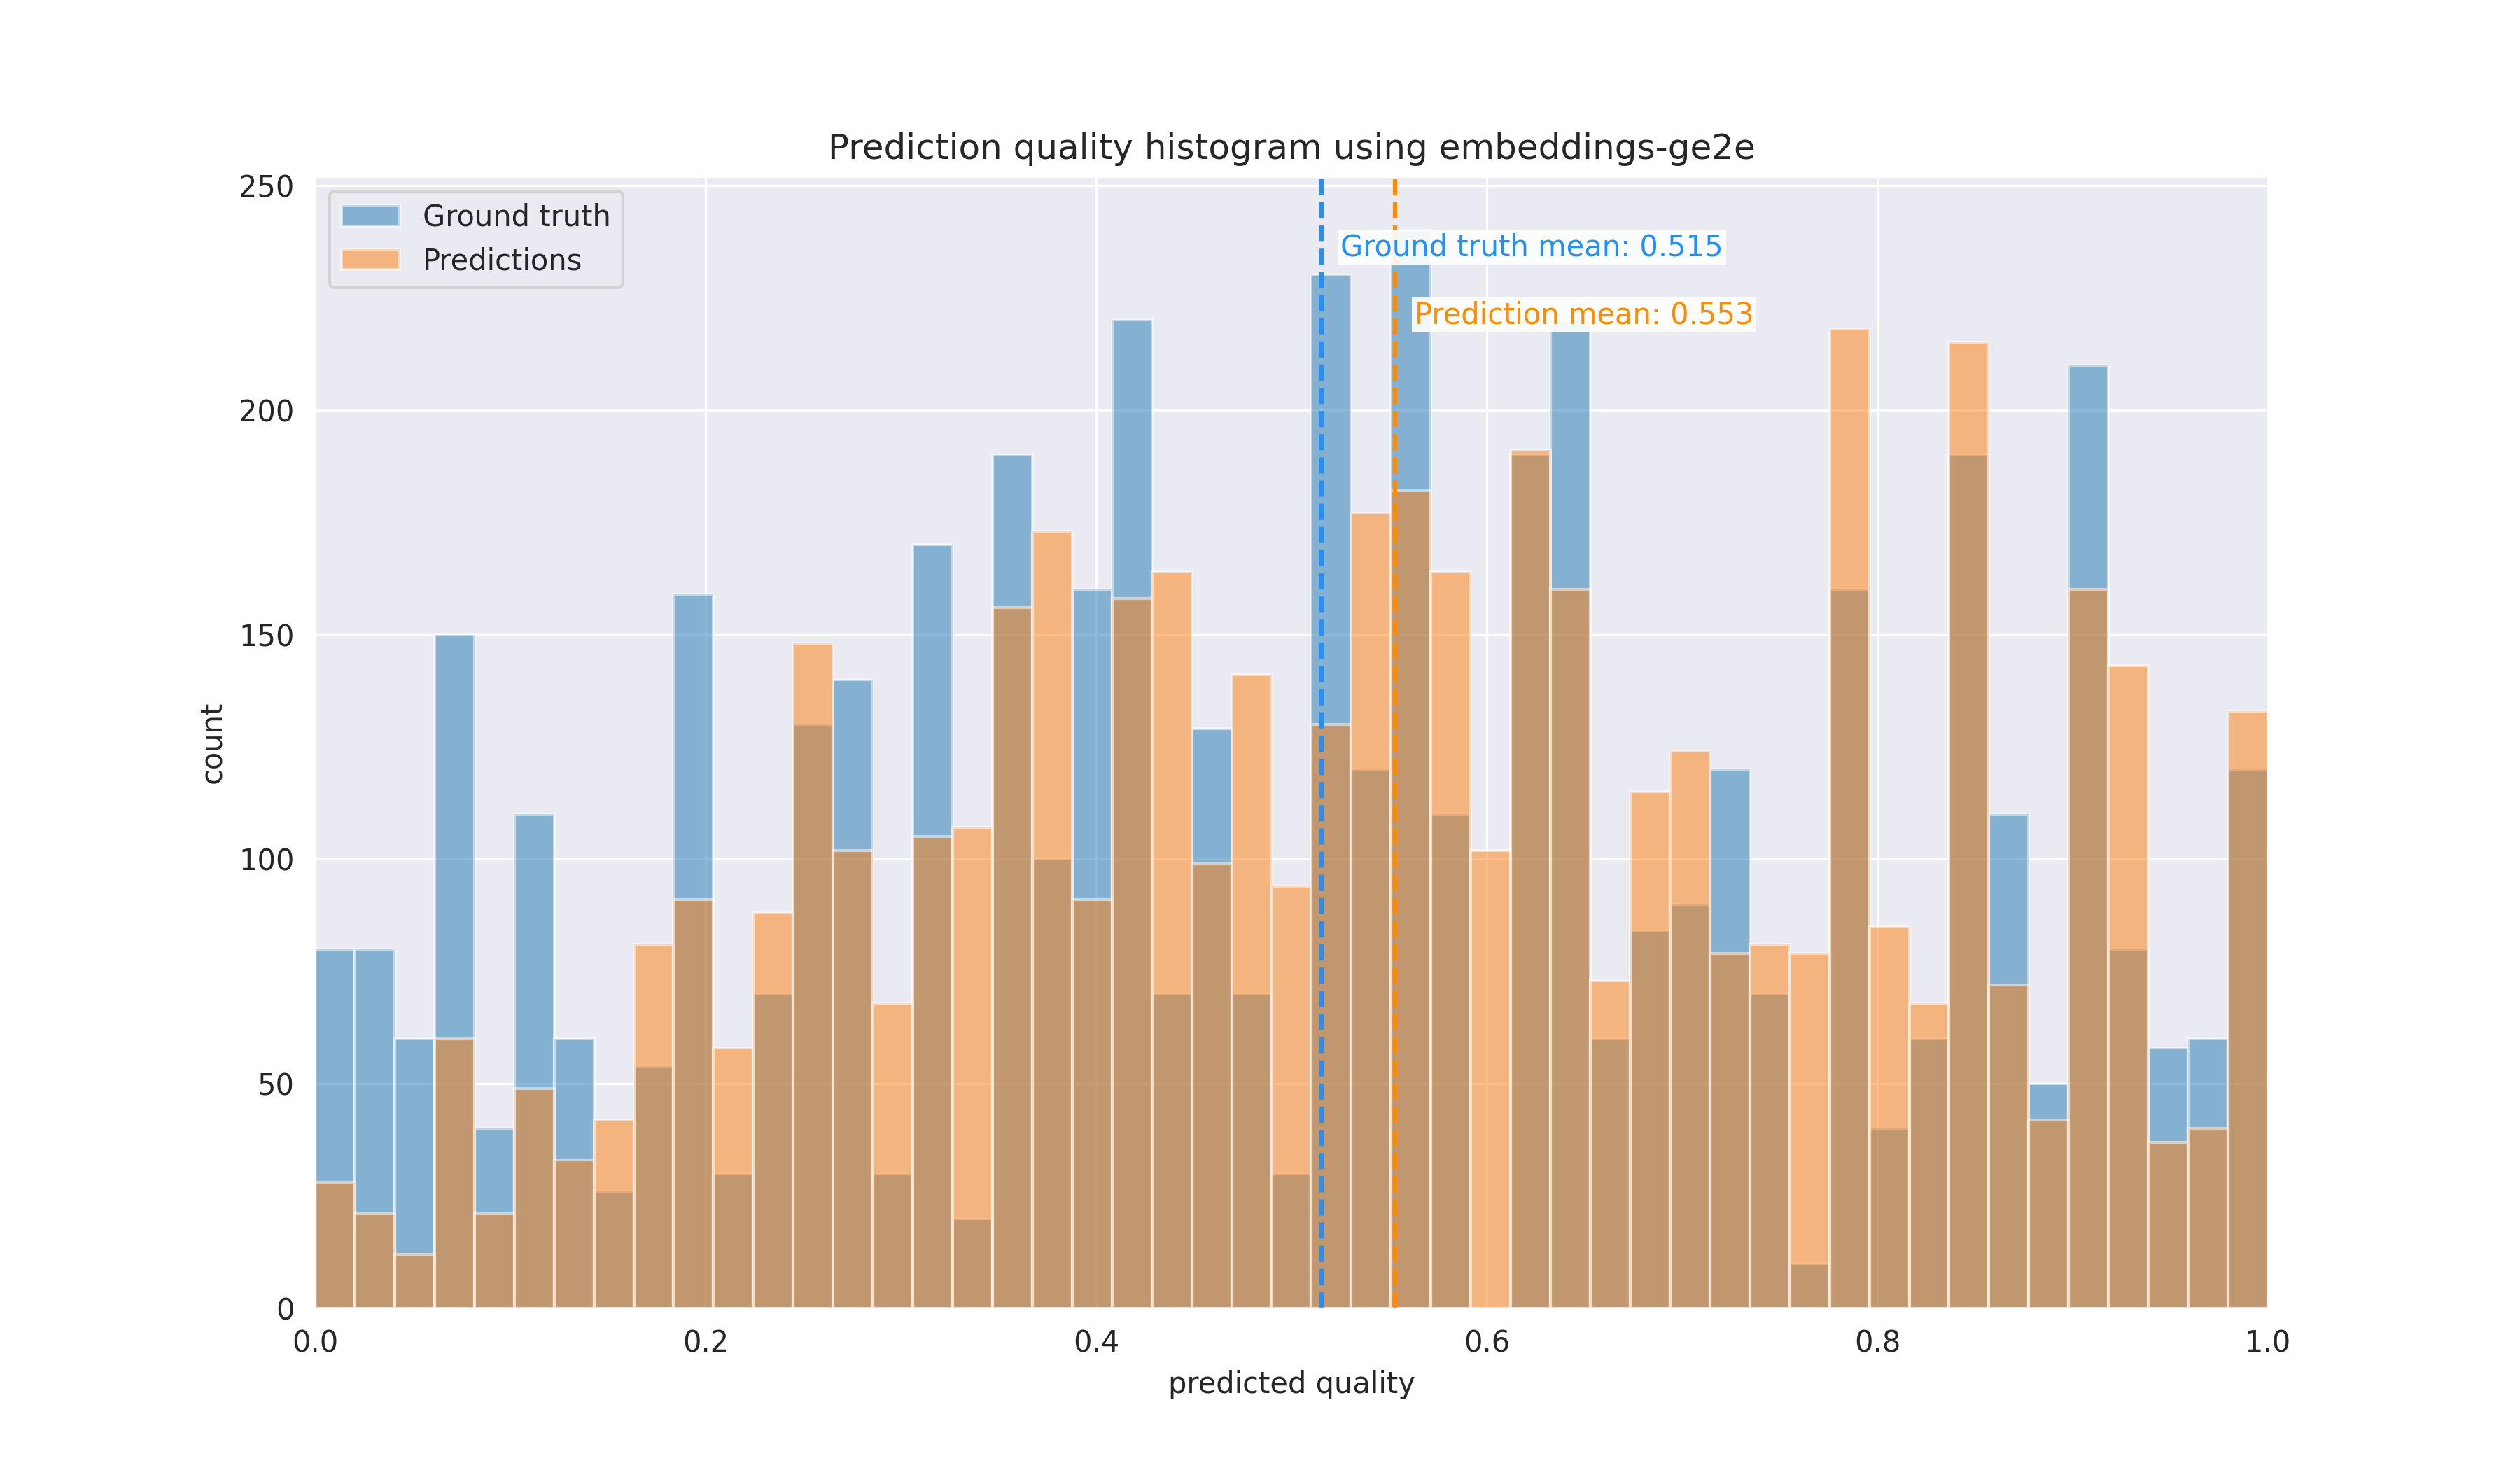 Prediction quality histogram using embeddings-ge2e
250
200
150
100
50
0
count
Ground truth
Predictions
Ground truth mean: 0.515
Prediction mean: 0.553
0.0 0.2 0.4 0.6 0.8 1.0
predicted quality